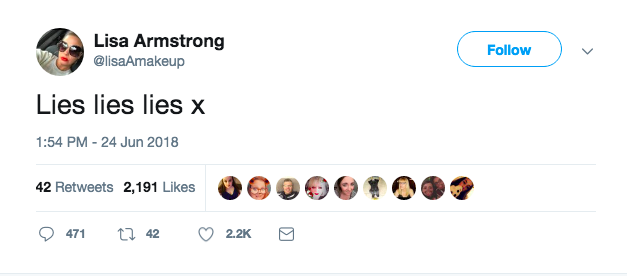 Lisa Armstrong
@lisaAmakeup
Follow
Lies lies lies x
1:54 PM - 24 Jun 2018
42 Retweets 2,191 Likes
471 42 2.2K